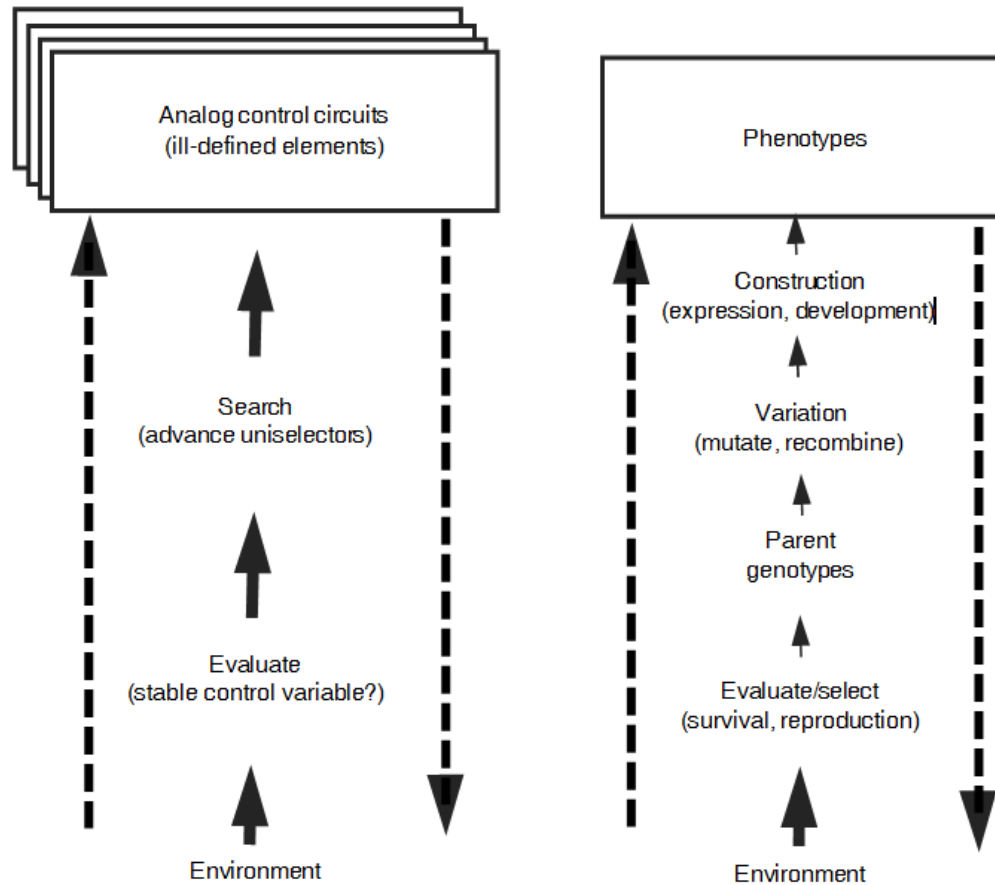 Analog control circuits
(ill-defined elements)
Search
(advance uniselectors)
Evaluate
(stable control variable?)
Environment
Phenotypes
Construction
(expression, development)
Variation
(mutate, recombine)
Parent
genotypes
Evaluate/select
(survival, reproduction)
Environment